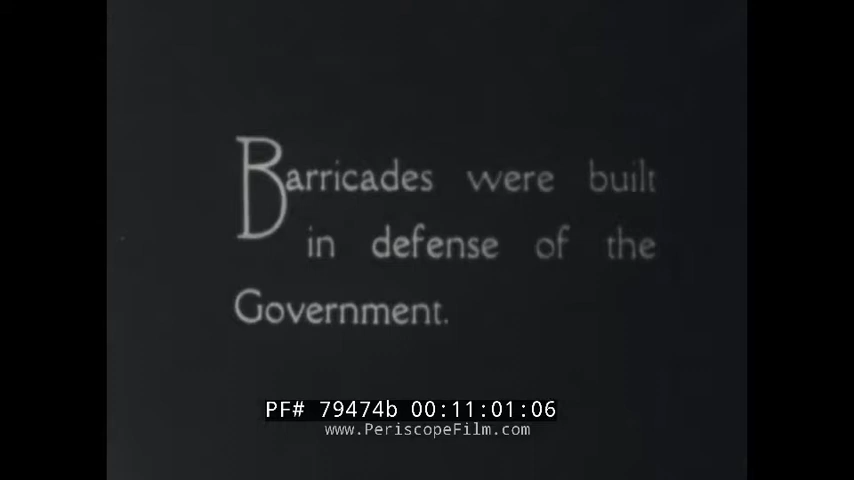 Barricades were built
in defense of the
Government.
PF# 79474b 00:11:01:06
www.PeriscopeFilm.com